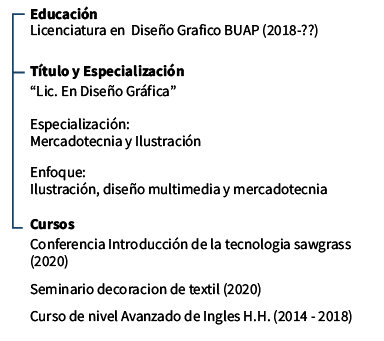 Educación
Licenciatura en Diseño Grafico BUAP (2018-??)
Título y Especialización
“Lic. En Diseño Gráfica”
Especialización:
Mercadotecnia y Ilustración
Enfoque:
Ilustración, diseño multimedia y mercadotecnia
Cursos
Conferencia Introducción de la tecnologia sawgrass
(2020)
Seminario decoracion de textil (2020)
Curso de nivel Avanzado de Ingles H.H. (2014 - 2018)